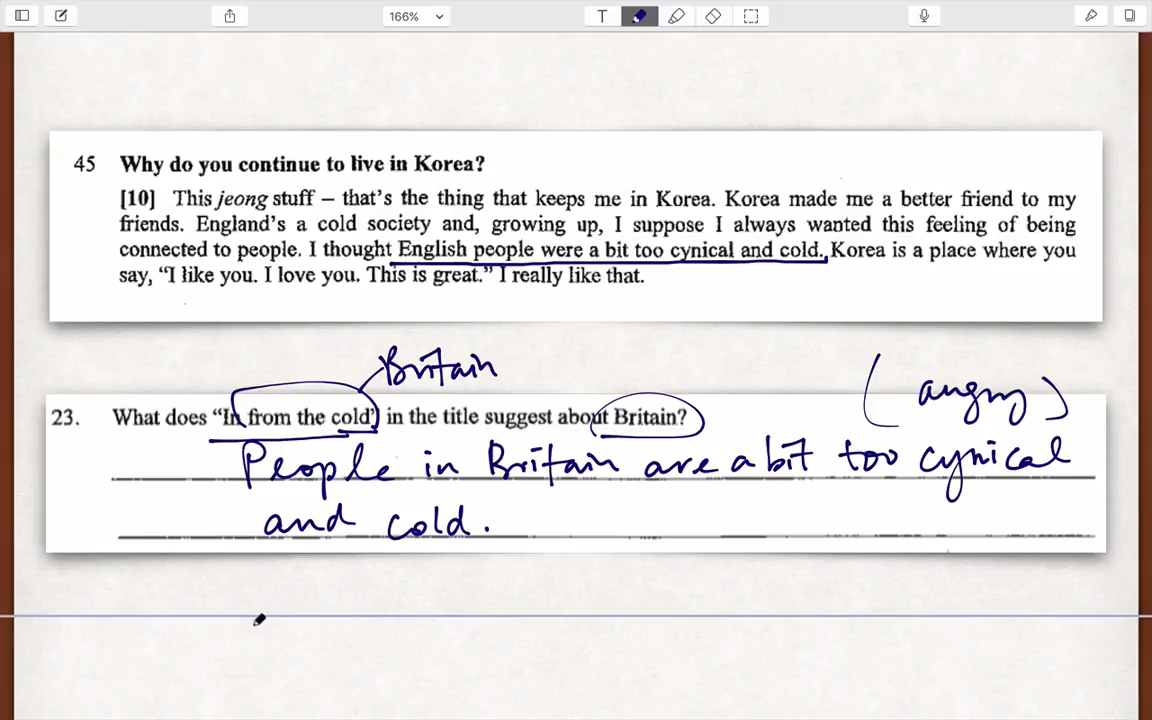 166%
T
45 Why do you continue to live in Korea?
[10] This jeong stuff – that's the thing that keeps me in Korea. Korea made me a better friend to my
friends. England's a cold society and, growing up, I suppose I always wanted this feeling of being
connected to people. I thought English people were a bit too cynical and cold. Korea is a place where you
say, “I like you. I love you. This is great.” I really like that.
Britain
(angry)
23. What does “In from the cold” in the title suggest about Britain?
People in Britain are a bit too cynical
and cold.